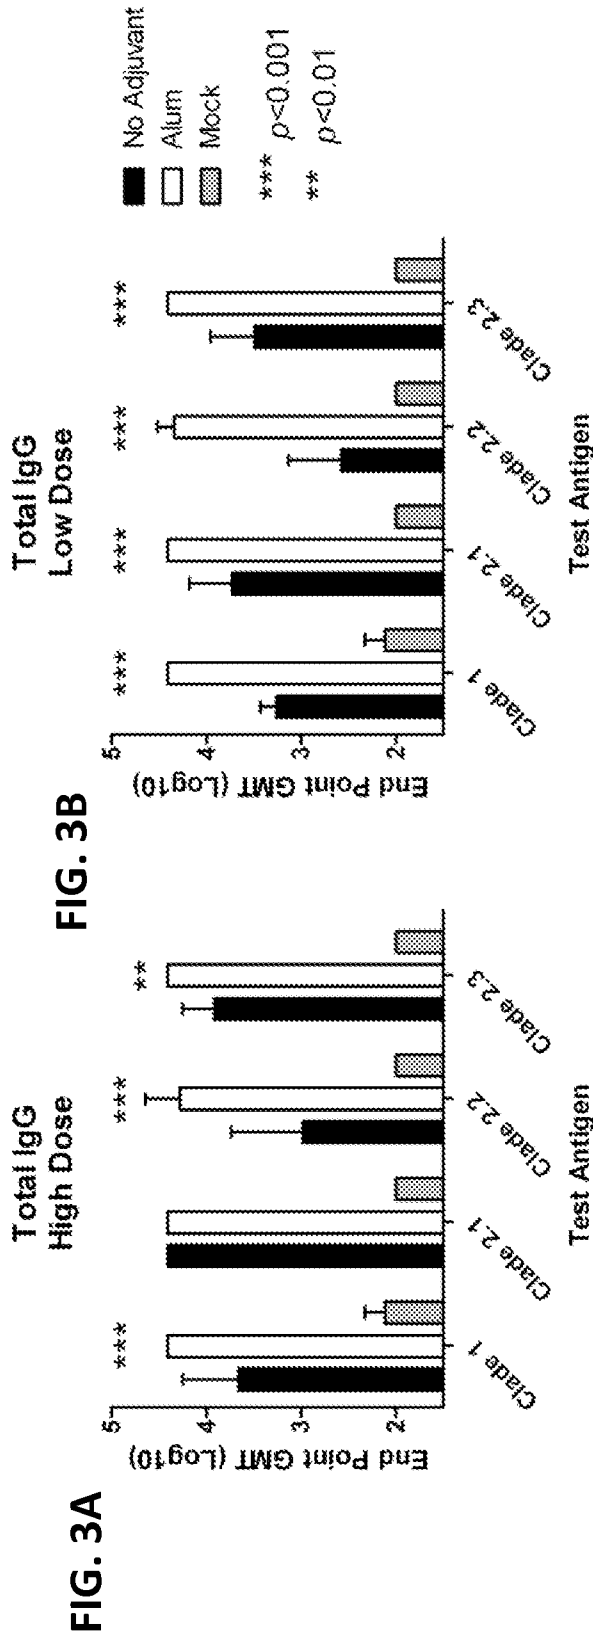 FIG. 3A
Total IgG
High Dose
End Point GMT (Log10)
5
4
3
2
***
***
**
Clade 1
Clade 2.1
Clade 2.2
Clade 2.3
Test Antigen
FIG. 3B
Total IgG
Low Dose
End Point GMT (Log10)
5
4
3
2
***
***
***
***
Clade 1
Clade 2.1
Clade 2.2
Clade 2.3
Test Antigen
No Adjuvant
Alum
Mock
*** p<0.001
** p<0.01